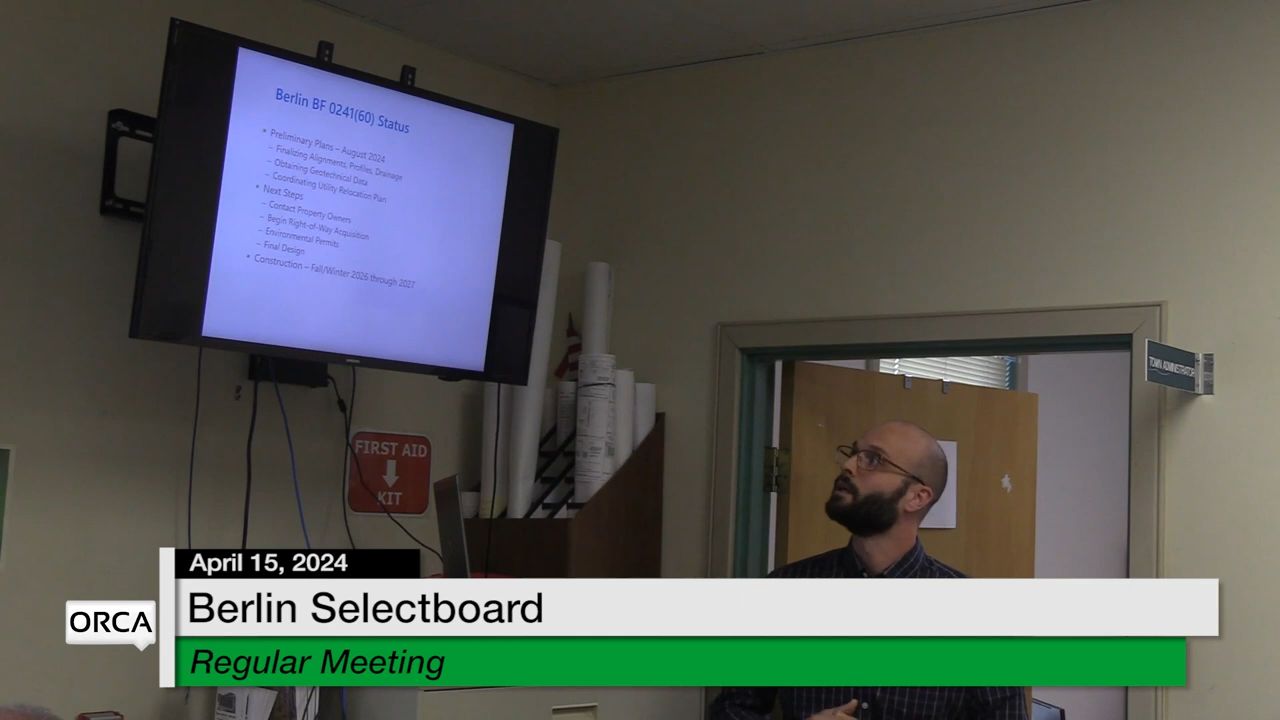 Berlin BF 0241(60) Status
• Preliminary Plans – August 2024
– Finalizing Alignments, Profiles, Drainage
– Obtaining Geotechnical Data
– Coordinating Utility Relocation Plan
• Next Steps
– Contact Property Owners
– Begin Right-of-Way Acquisition
– Environmental Permits
– Final Design
• Construction – Fall/Winter 2026 through 2027
TOWN ADMINISTRATOR
FIRST AID
KIT
April 15, 2024
ORCA
Berlin Selectboard
Regular Meeting